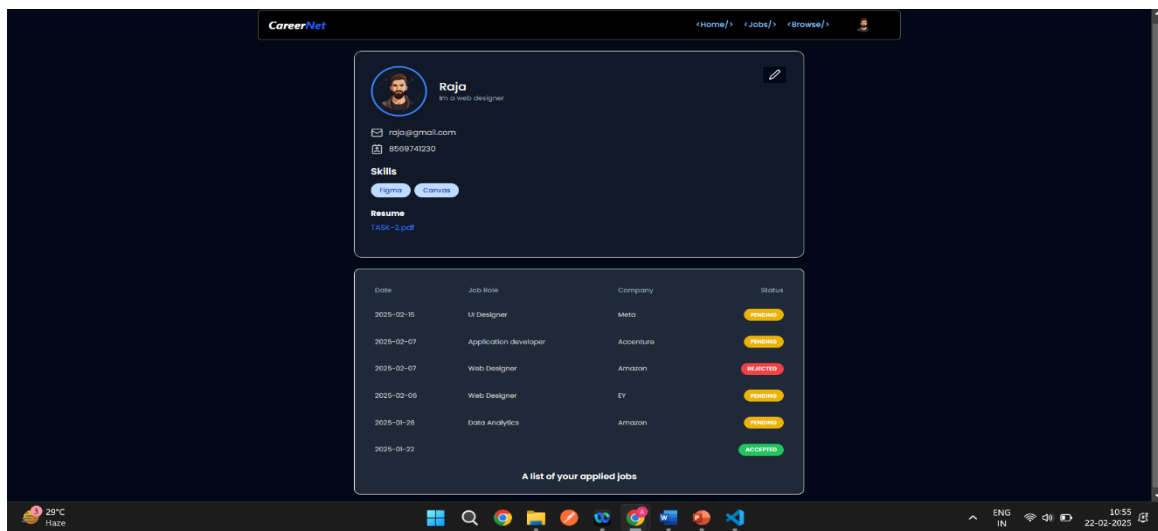 CareerNet <Home/> <Jobs/> <Browse/>
Raja
Im a web designer
raja@gmail.com
8569741230
Skills
Figma Canvas
Resume
TASK-2.pdf
Date Job Role Company Status
2025-02-15 UI Designer Meta PENDING
2025-02-07 Application developer Accenture PENDING
2025-02-07 Web Designer Amazon REJECTED
2025-02-06 Web Designer EY PENDING
2025-01-28 Data Analytics Amazon PENDING
2025-01-22 ACCEPTED
A list of your applied jobs
3 29°C ENG 10:55
Haze IN 22-02-2025